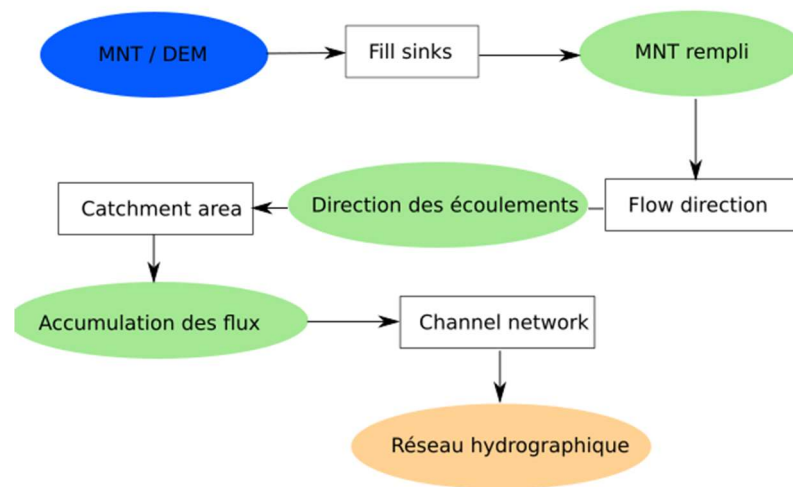 MNT / DEM
Fill sinks
MNT rempli
Flow direction
Direction des écoulements
Catchment area
Accumulation des flux
Channel network
Réseau hydrographique